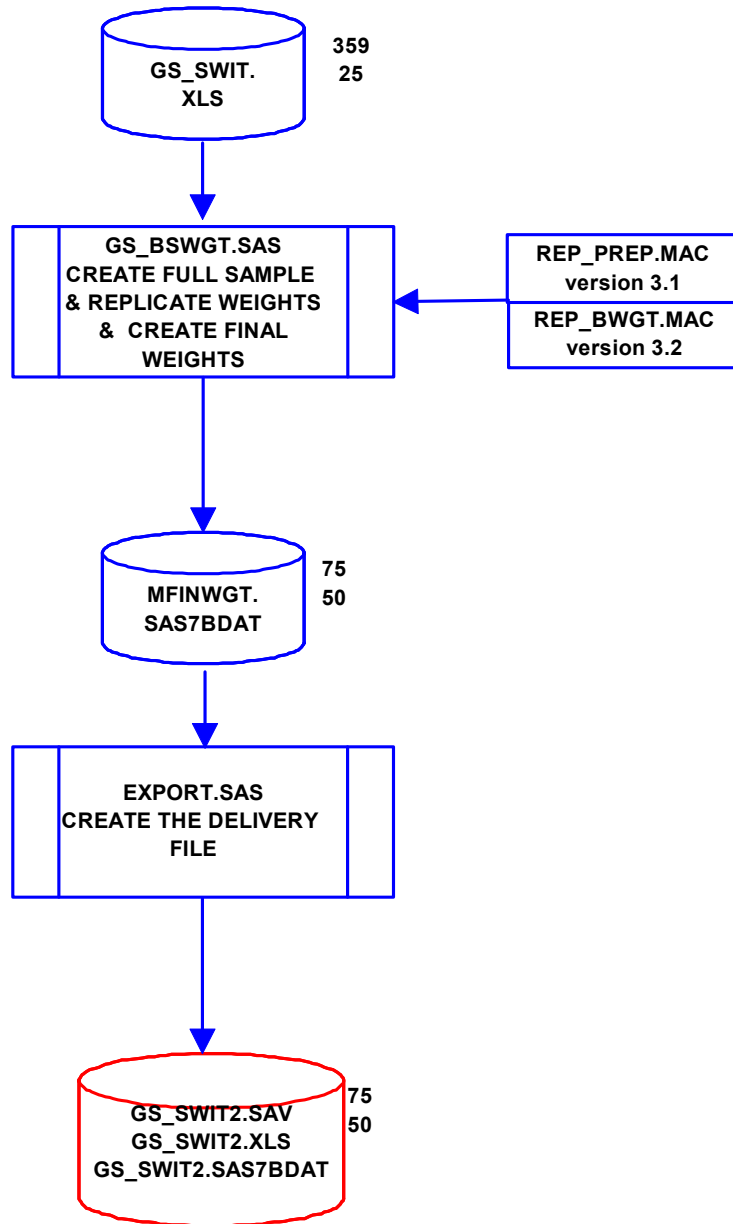 359
25
GS_SWIT.
XLS
GS_BSWGT.SAS
CREATE FULL SAMPLE
& REPLICATE WEIGHTS
& CREATE FINAL
WEIGHTS
REP_PREP.MAC
version 3.1
REP_BWGT.MAC
version 3.2
75
50
MFINWGT.
SAS7BDAT
EXPORT.SAS
CREATE THE DELIVERY
FILE
75
50
GS_SWIT2.SAV
GS_SWIT2.XLS
GS_SWIT2.SAS7BDAT